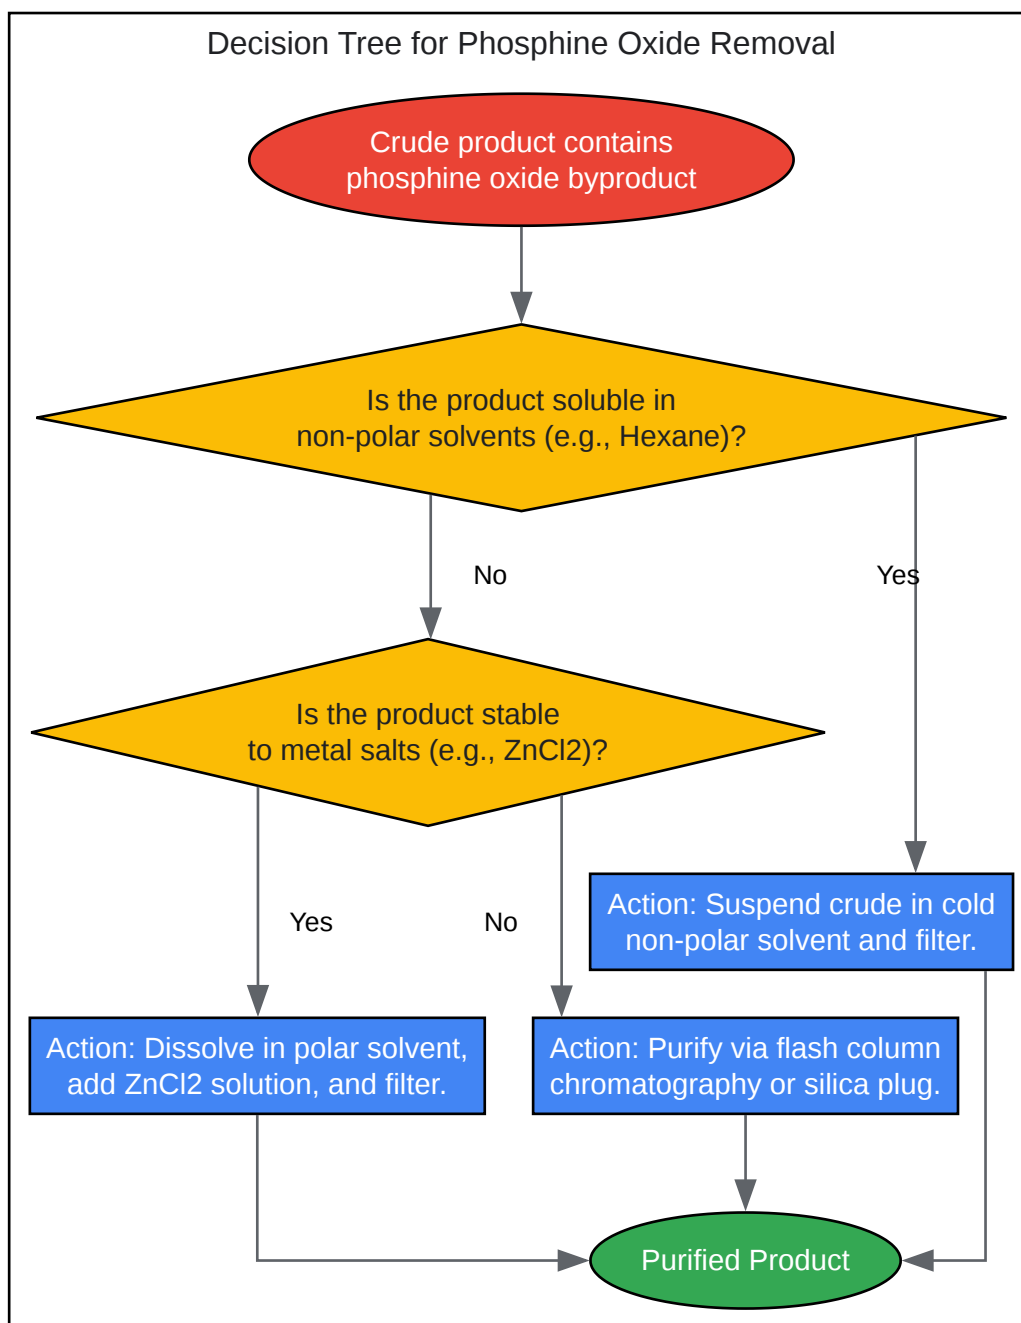 Decision Tree for Phosphine Oxide Removal
Crude product contains
phosphine oxide byproduct
Is the product soluble in
non-polar solvents (e.g., Hexane)?
No
Yes
Is the product stable
to metal salts (e.g., ZnCl2)?
Yes
No
Action: Suspend crude in cold
non-polar solvent and filter.
Action: Dissolve in polar solvent,
add ZnCl2 solution, and filter.
Action: Purify via flash column
chromatography or silica plug.
Purified Product